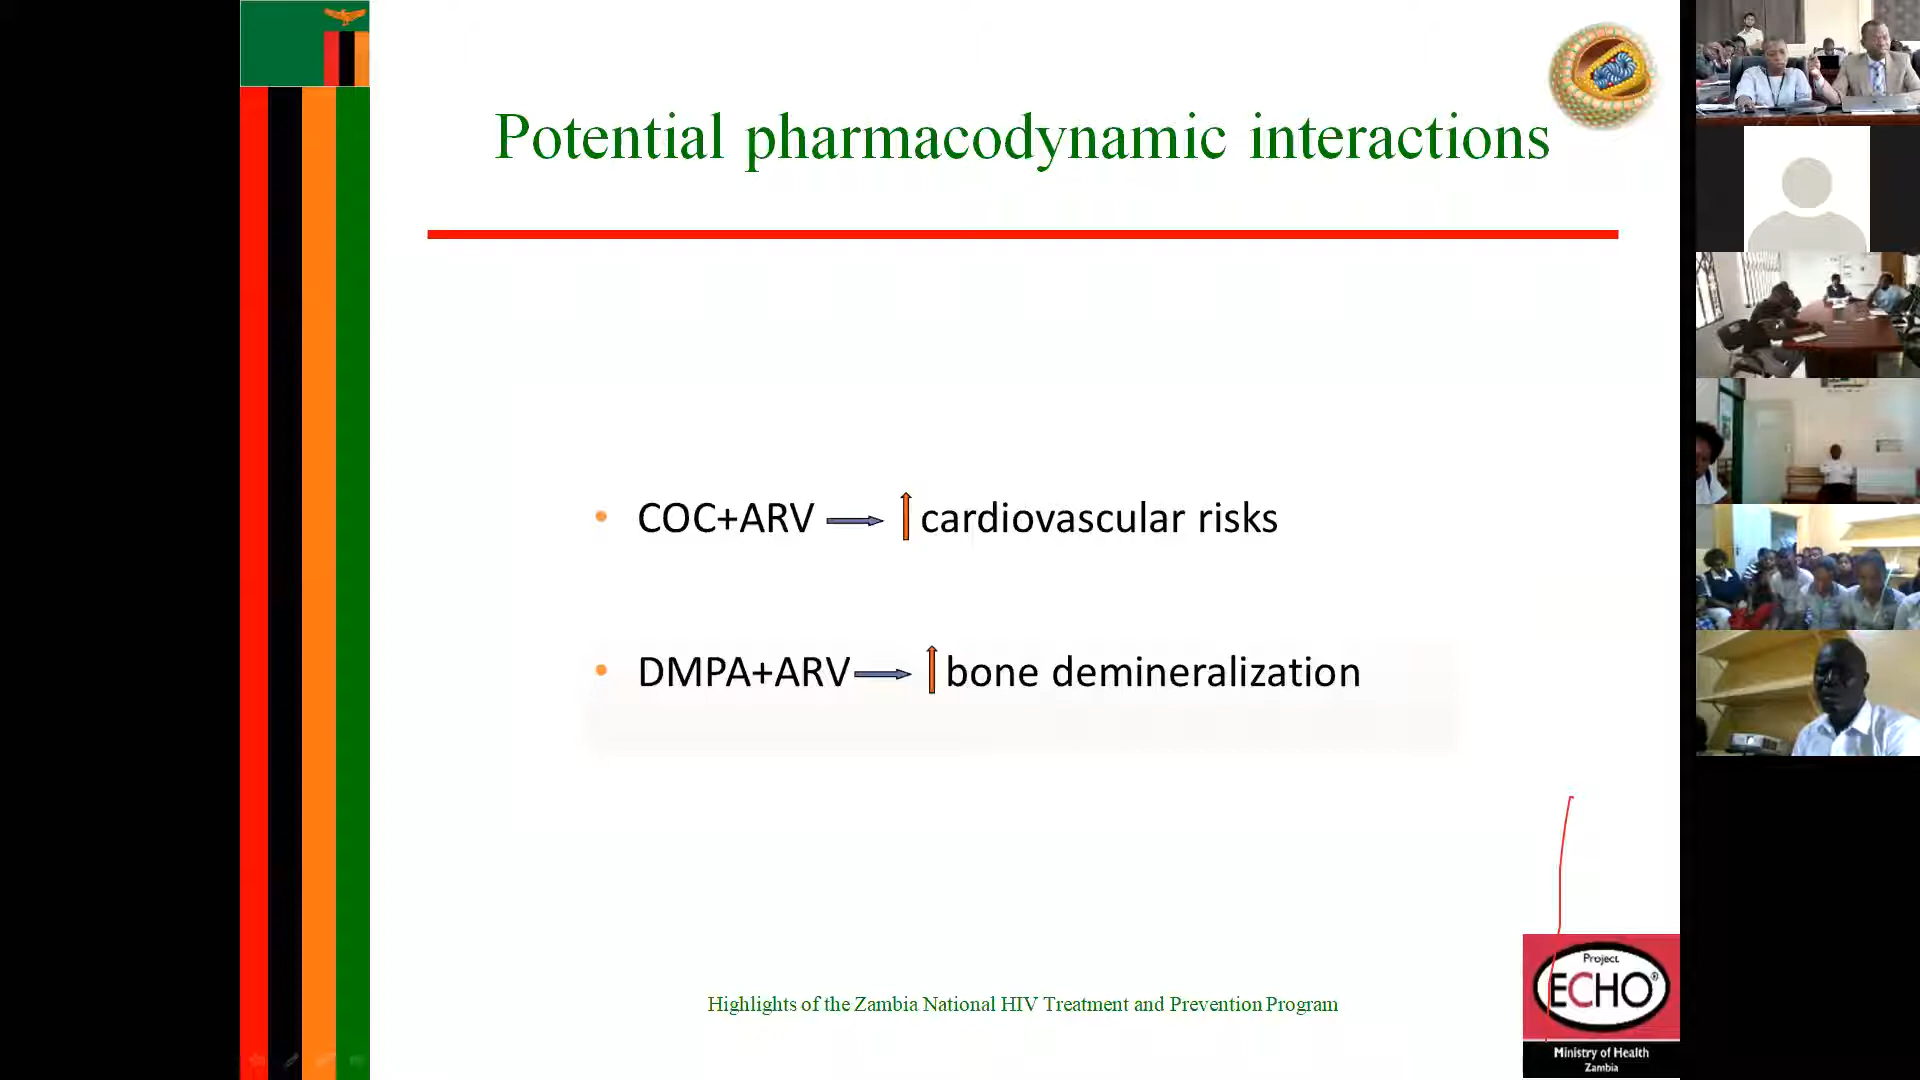 Potential pharmacodynamic interactions
• COC+ARV → ↑ cardiovascular risks
• DMPA+ARV → ↑ bone demineralization
Highlights of the Zambia National HIV Treatment and Prevention Program
Project
ECHO®
Ministry of Health
Zambia